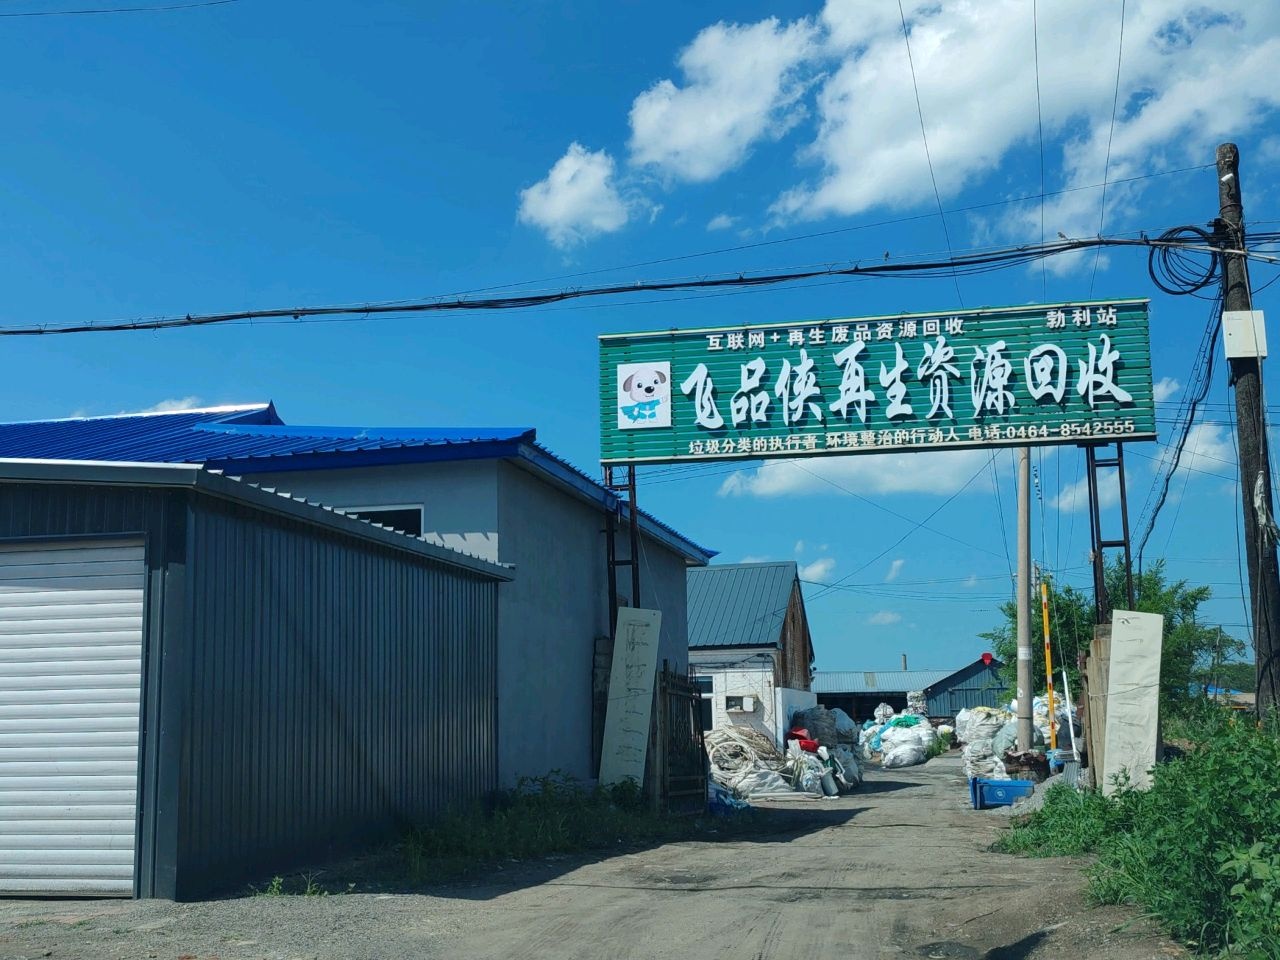 互联网+再生废品资源回收 勃利站
飞品侠再生资源回收
垃圾分类的执行者 环境整治的行动人 电话:0464-8542555